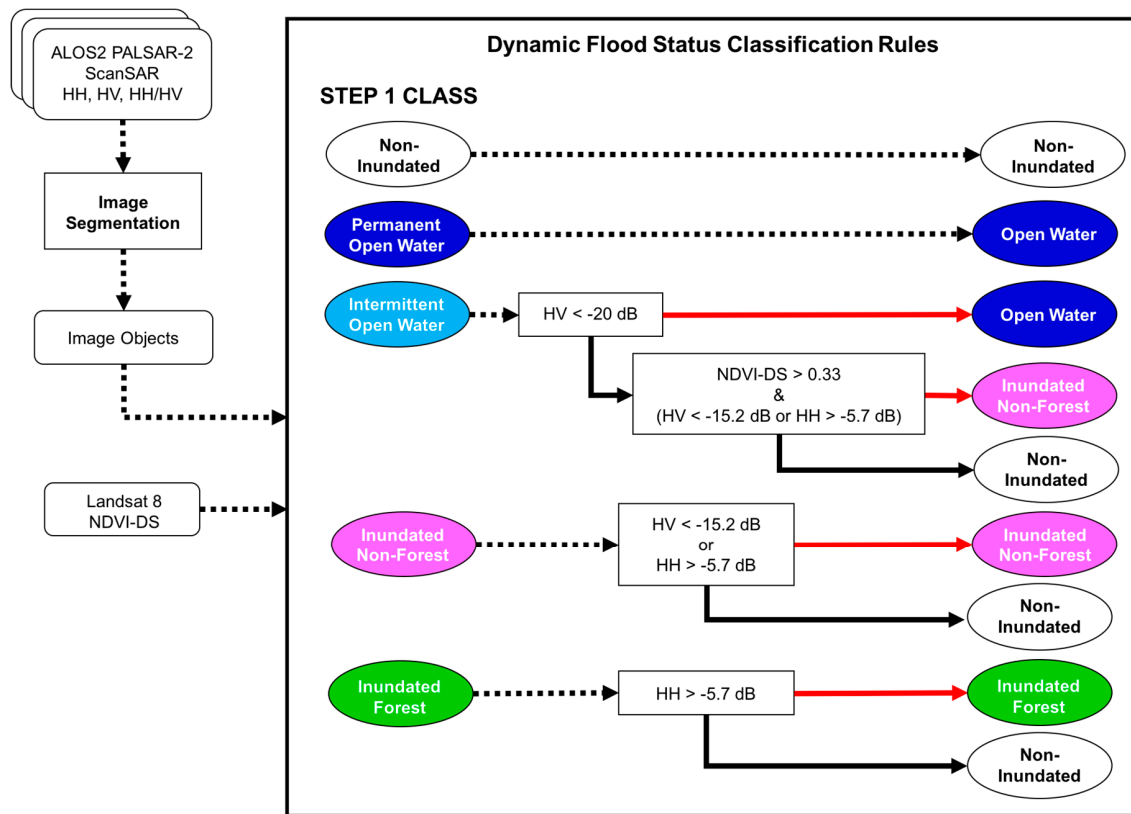 ALOS2 PALSAR-2
ScanSAR
HH, HV, HH/HV
Image
Segmentation
Image Objects
Landsat 8
NDVI-DS
Dynamic Flood Status Classification Rules
STEP 1 CLASS
Non-
Inundated
Non-
Inundated
Permanent
Open Water
Open Water
Intermittent
Open Water
HV < -20 dB
Open Water
NDVI-DS > 0.33
&
(HV < -15.2 dB or HH > -5.7 dB)
Inundated
Non-Forest
Non-
Inundated
Inundated
Non-Forest
HV < -15.2 dB
or
HH > -5.7 dB
Inundated
Non-Forest
Non-
Inundated
Inundated
Forest
HH > -5.7 dB
Inundated
Forest
Non-
Inundated